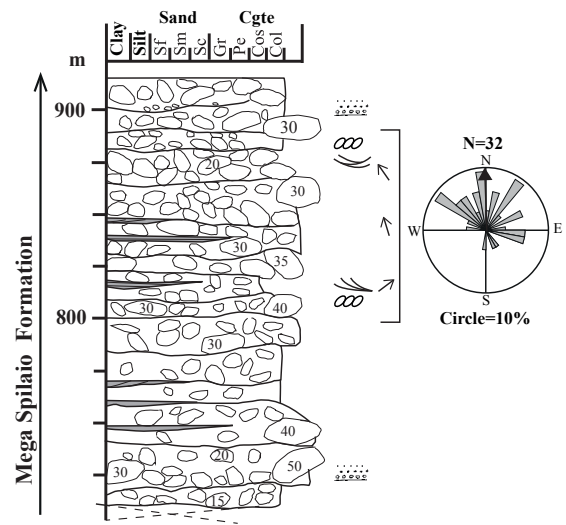 Sand Cgte
Clay Silt Sf Sm Sc Gr Pe Cos Col
m
Mega Spilaio Formation
900
800
30
20
30
30
35
30
40
30
40
20
30
50
15
N=32
N
W
E
S
Circle=10%